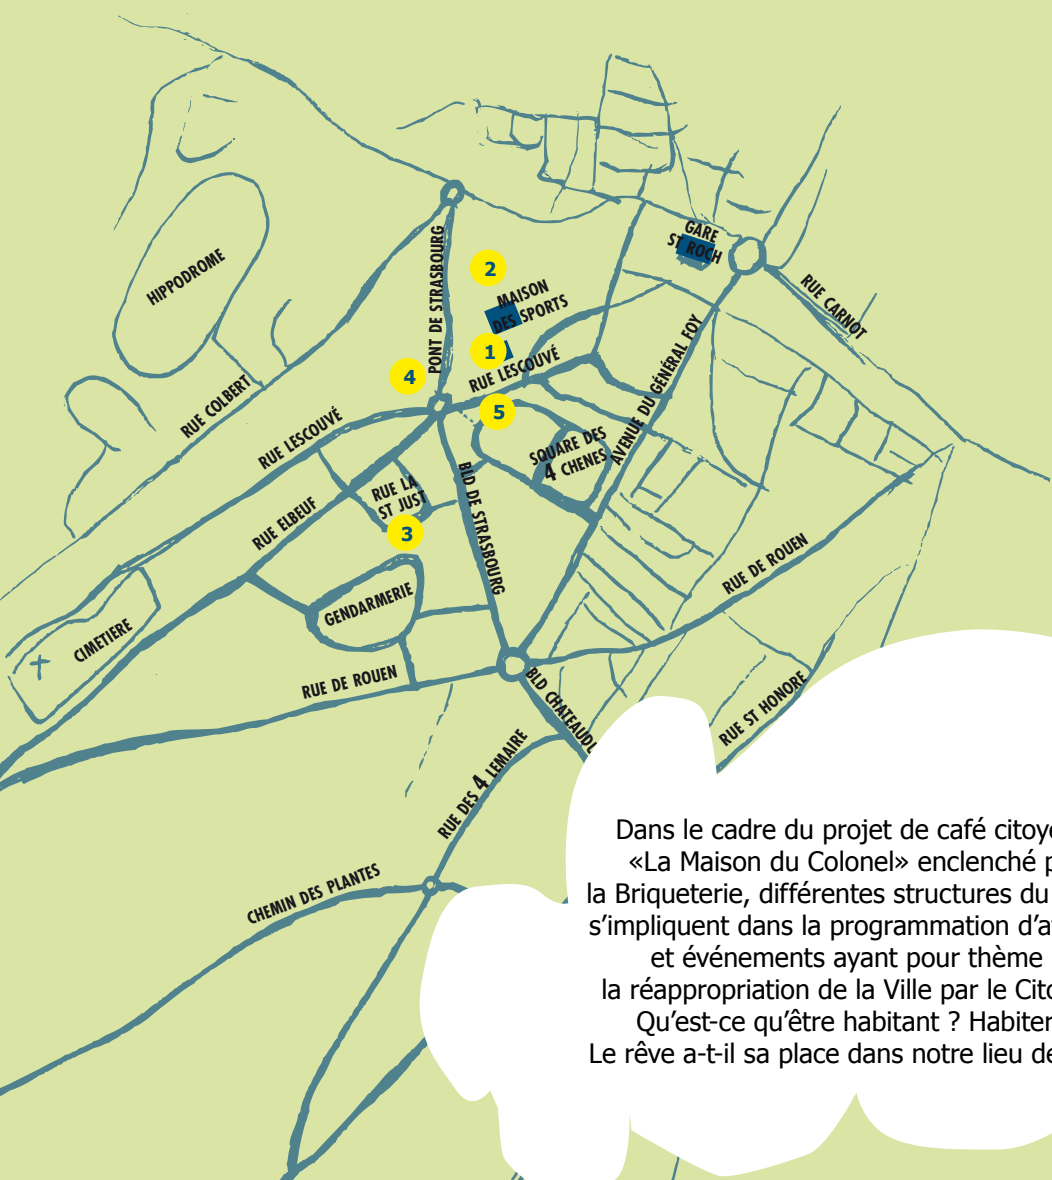 GARE
ST ROCH
HIPPODROME
PONT DE STRASBOURG
2
MAISON
DES SPORTS
RUE CARNOT
1
RUE LESCOUVÉ
4
RUE COLBERT
5
AVENUE DU GÉNÉRAL FOY
RUE LESCOUVÉ
SQUARE DES
4 CHENES
BLD DE STRASBOURG
RUE LA
ST JUST
RUE ELBEUF
3
RUE DE ROUEN
GENDARMERIE
CIMETIERE
RUE DE ROUEN
BLD
RUE ST HONORE
RUE DES 4 LEMAIRE
CHEMIN DES PLANTES
Dans le cadre du projet de café
«La Maison du Colonel» enclenché
la Briqueterie, différentes structures du
s’impliquent dans la programmation
et événements ayant pour thème
la réappropriation de la Ville par le
Qu’est-ce qu’être habitant ? Habiter
Le rêve a-t-il sa place dans notre lieu de